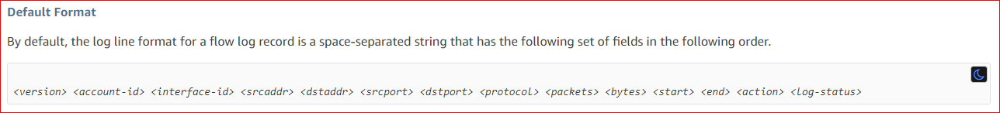 Default Format
By default, the log line format for a flow log record is a space-separated string that has the following set of fields in the following order.
<version> <account-id> <interface-id> <srcaddr> <dstaddr> <srcport> <dstport> <protocol> <packets> <bytes> <start> <end> <action> <log-status>